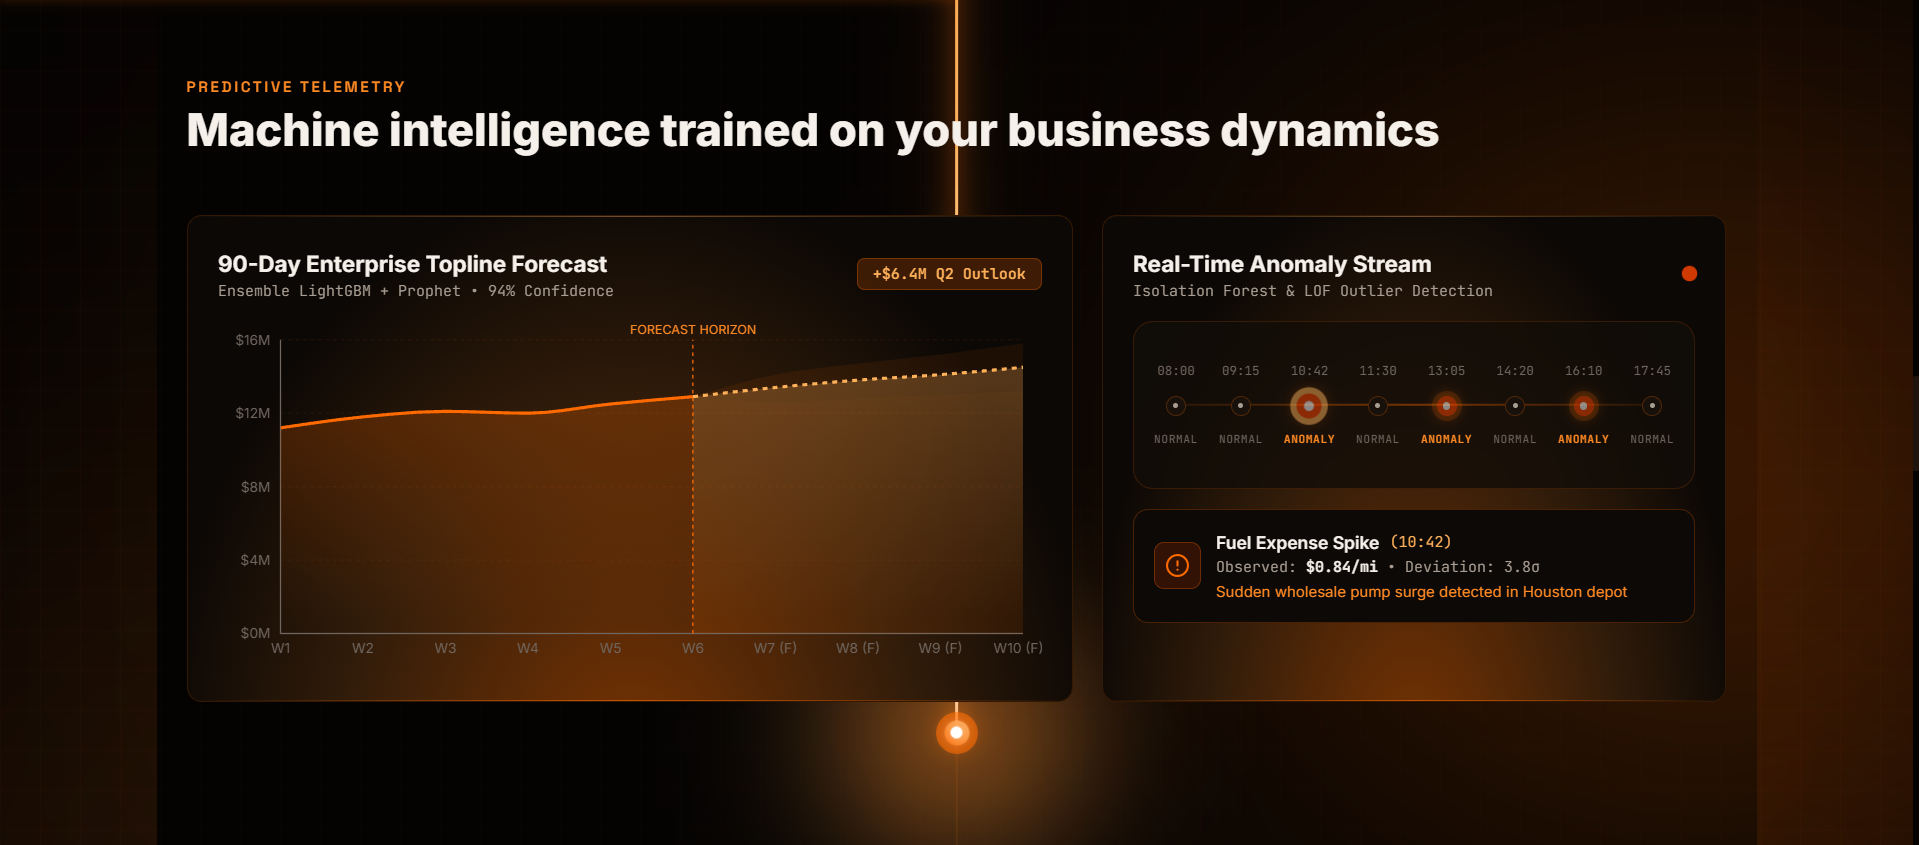 PREDICTIVE TELEMETRY
Machine intelligence trained on your business dynamics
90-Day Enterprise Topline Forecast
Ensemble LightGBM + Prophet • 94% Confidence
+$6.4M Q2 Outlook
FORECAST HORIZON
$16M
$12M
$8M
$4M
$0M
W1 W2 W3 W4 W5 W6 W7 (F) W8 (F) W9 (F) W10 (F)
Real-Time Anomaly Stream
Isolation Forest & LOF Outlier Detection
08:00 09:15 10:42 11:30 13:05 14:20 16:10 17:45
NORMAL NORMAL ANOMALY NORMAL ANOMALY NORMAL ANOMALY NORMAL
Fuel Expense Spike (10:42)
Observed: $0.84/mi • Deviation: 3.8σ
Sudden wholesale pump surge detected in Houston depot